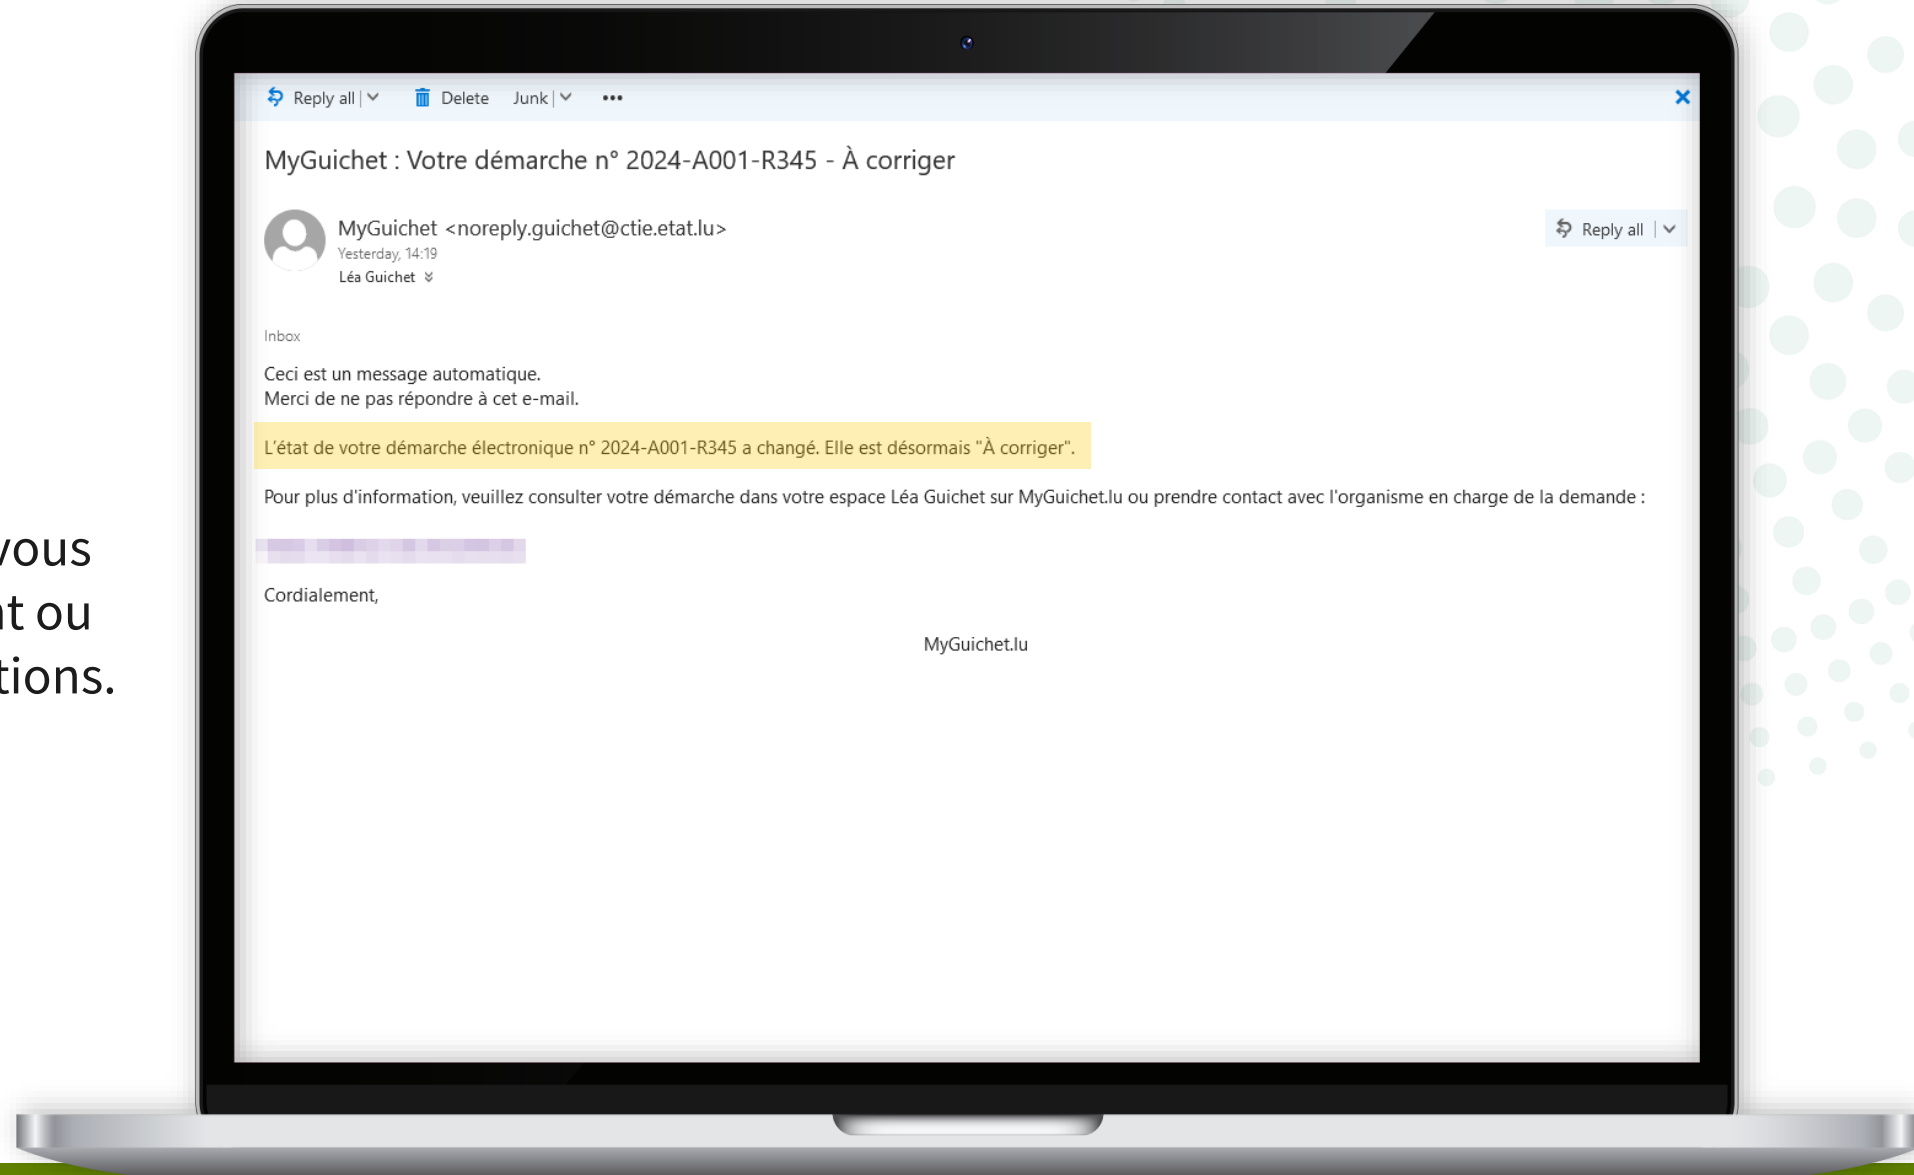 Reply all
Delete
Junk
MyGuichet : Votre démarche n° 2024-A001-R345 - À corriger
MyGuichet <noreply.guichet@ctie.etat.lu>
Reply all
Yesterday, 14:19
Léa Guichet
Inbox
Ceci est un message automatique.
Merci de ne pas répondre à cet e-mail.
L'état de votre démarche électronique n° 2024-A001-R345 a changé. Elle est désormais "À corriger".
Pour plus d'information, veuillez consulter votre démarche dans votre espace Léa Guichet sur MyGuichet.lu ou prendre contact avec l'organisme en charge de la demande :
Cordialement,
MyGuichet.lu
vous
ou